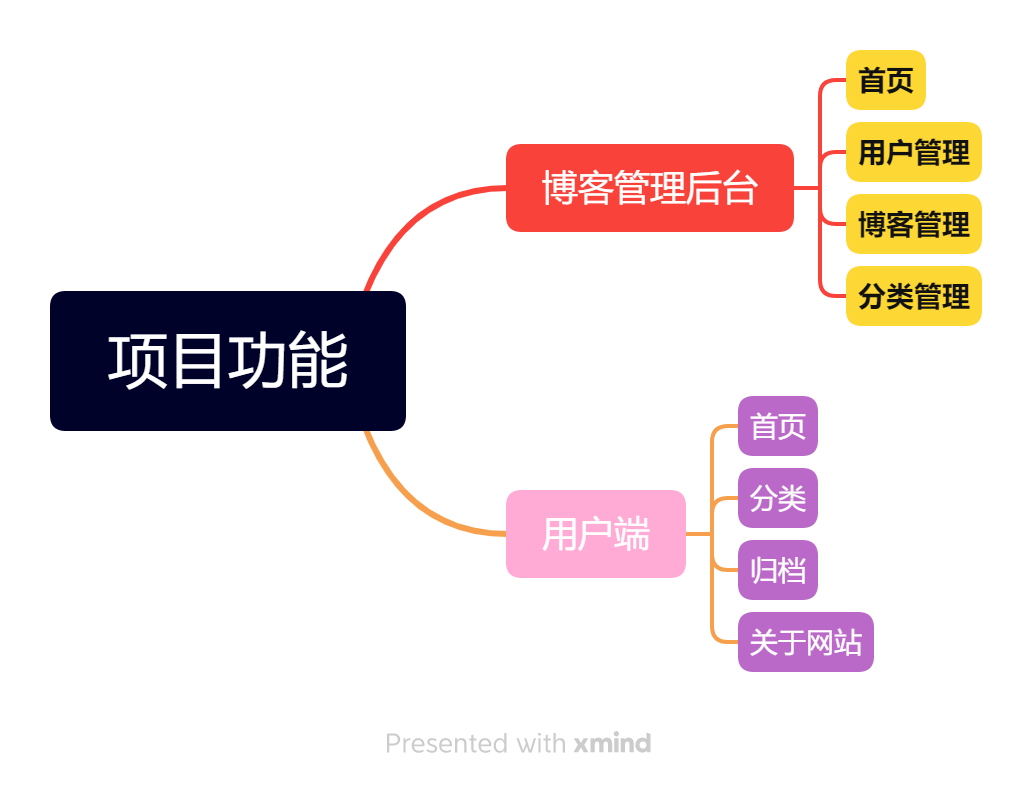 项目功能
博客管理后台
首页
用户管理
博客管理
分类管理
用户端
首页
分类
归档
关于网站
Presented with xmind